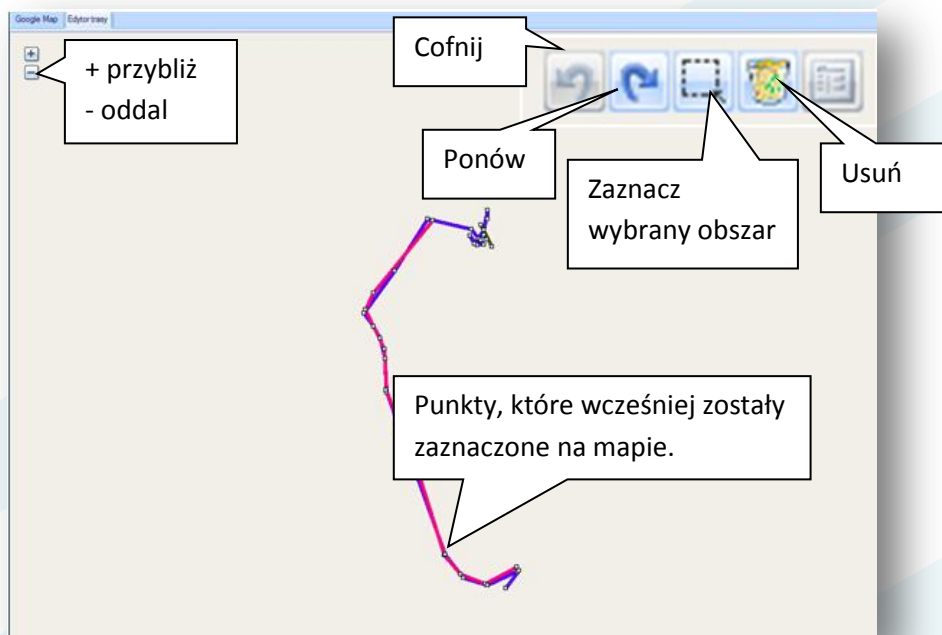 Google Map
Edytor trasy
+ przybliż
- oddal
Cofnij
Ponów
Zaznacz
wybrany obszar
Usuń
Punkty, które wcześniej zostały
zaznaczone na mapie.